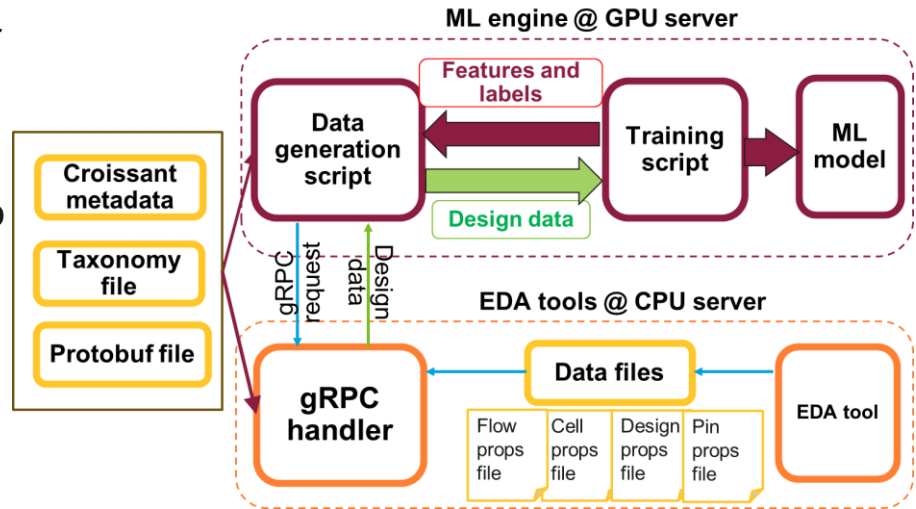 ML engine @ GPU server
Features and
labels
Data
generation
script
Training
script
ML
model
Design data
Croissant
metadata
Taxonomy
file
Protobuf file
gRPC
request
Design
data
EDA tools @ CPU server
gRPC
handler
Data files
EDA tool
Flow
props
file
Cell
props
file
Design
props
file
Pin
props
file